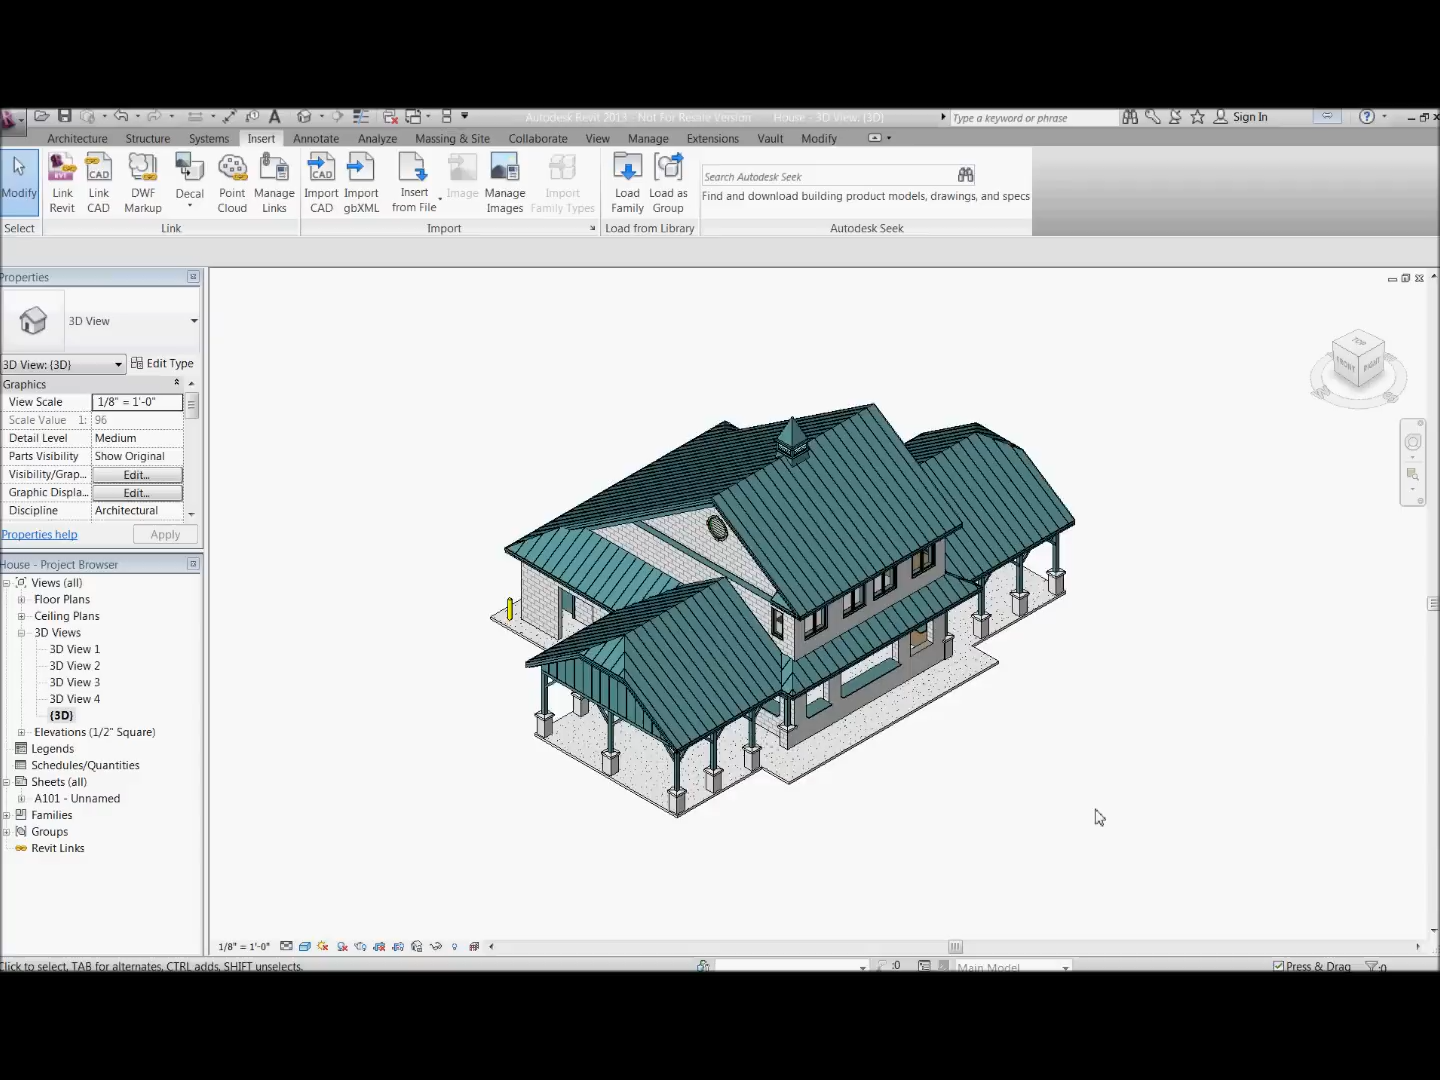 Autodesk Revit 2013 - Not For Resale Version - House - 3D View: {3D}
Type a keyword or phrase
Sign In
Architecture Structure Systems Insert Annotate Analyze Massing & Site Collaborate View Manage Extensions Vault Modify
Modify
Link Revit
Link CAD
DWF Markup
Decal
Point Cloud
Manage Links
Import CAD
Import gbXML
Insert from File
Image
Manage Images
Import Family Types
Load Family
Load as Group
Search Autodesk Seek
Find and download building product models, drawings, and specs
Select Link Import Load from Library Autodesk Seek
Properties
3D View
3D View: {3D} Edit Type
Graphics
View Scale 1/8" = 1'-0"
Scale Value 1: 96
Detail Level Medium
Parts Visibility Show Original
Visibility/Grap... Edit...
Graphic Displa... Edit...
Discipline Architectural
Properties help Apply
House - Project Browser
Views (all)
Floor Plans
Ceiling Plans
3D Views
3D View 1
3D View 2
3D View 3
3D View 4
{3D}
Elevations (1/2" Square)
Legends
Schedules/Quantities
Sheets (all)
A101 - Unnamed
Families
Groups
Revit Links
TOP
FRONT RIGHT
1/8" = 1'-0"
Click to select, TAB for alternates, CTRL adds, SHIFT unselects.
:0
Main Model
Press & Drag
:0